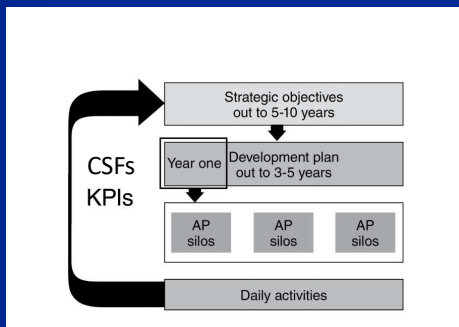 Strategic objectives
out to 5-10 years
CSFs
KPIs
Year one
Development plan
out to 3-5 years
AP
silos
AP
silos
AP
silos
Daily activities